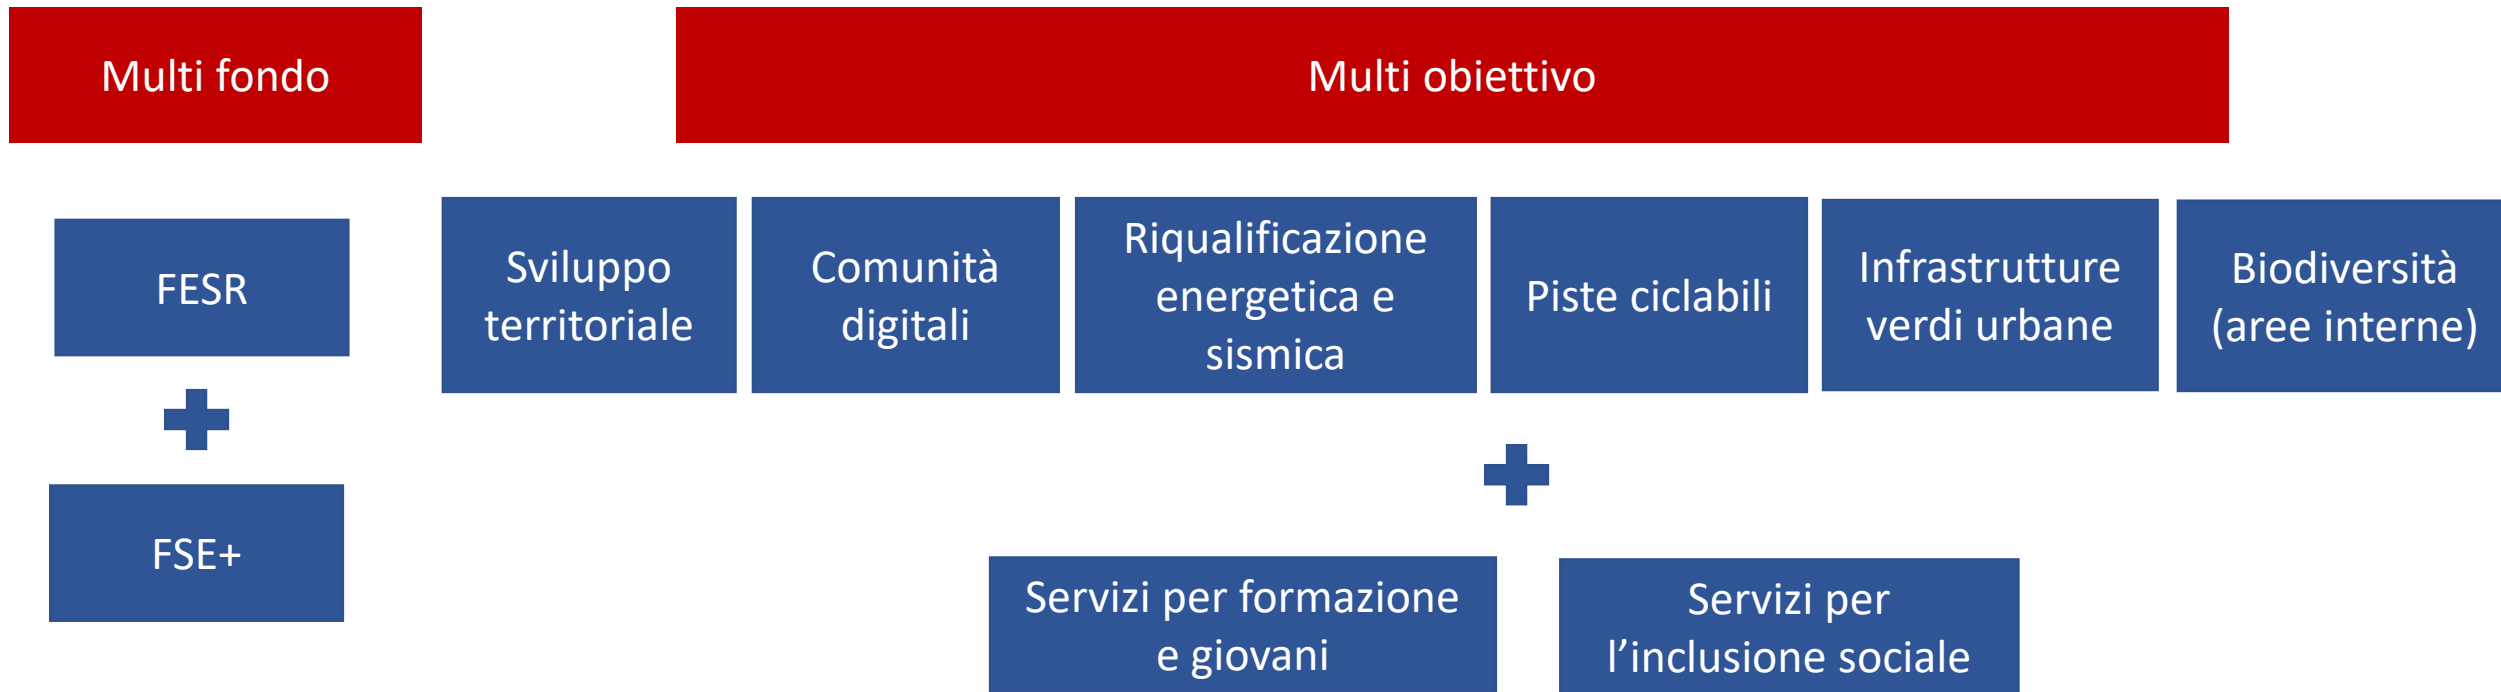 Multi fondo
Multi obiettivo
FESR
FSE+
Sviluppo
territoriale
Comunità
digitali
Riqualificazione
energetica e
sismica
Piste ciclabili
Infrastrutture
verdi urbane
Biodiversità
(aree interne)
Servizi per formazione
e giovani
Servizi per
l’inclusione sociale